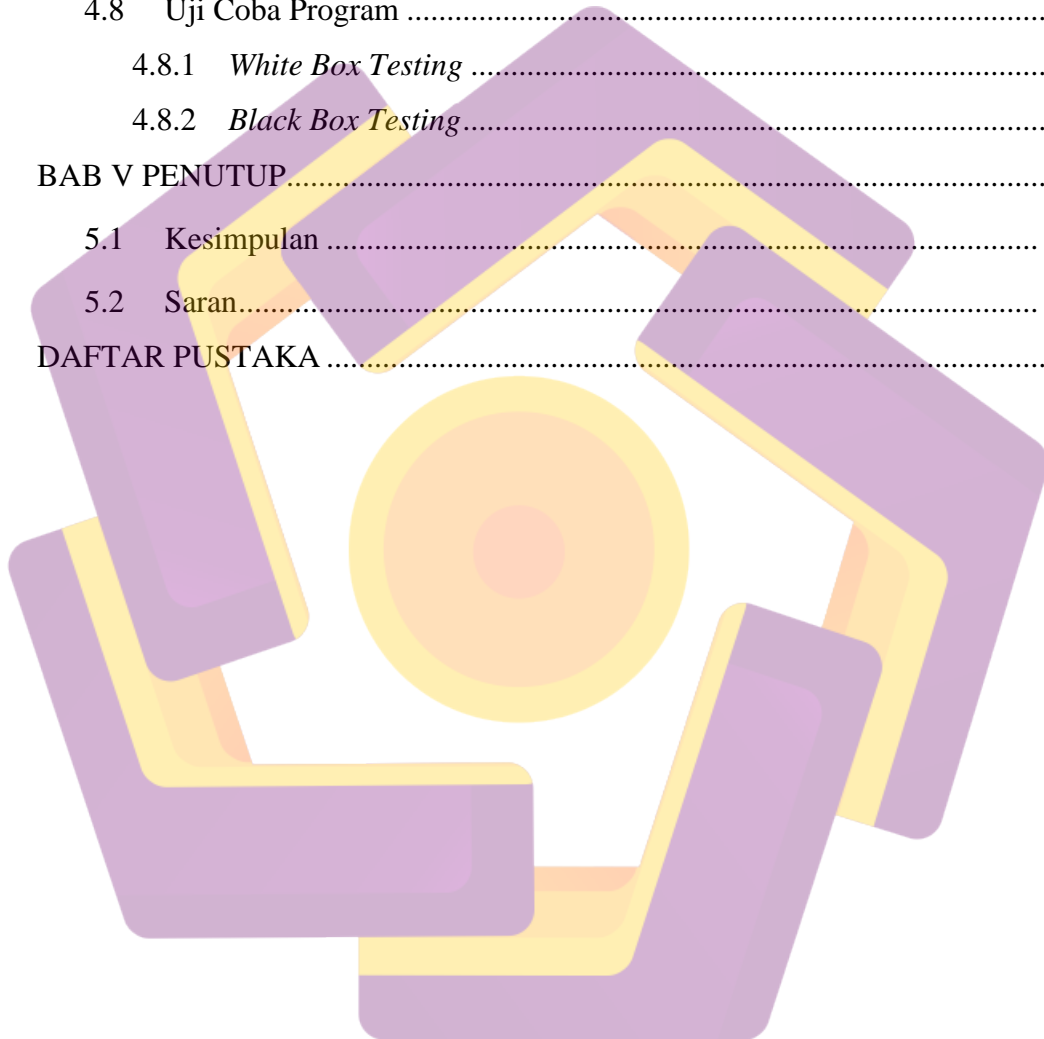 4.8 Uji Coba Program ........................................................................................
4.8.1 White Box Testing ................................................................................
4.8.2 Black Box Testing................................................................................
BAB V PENUTUP................................................................................................
5.1 Kesimpulan ..................................................................................................
5.2 Saran.............................................................................................................
DAFTAR PUSTAKA ............................................................................................